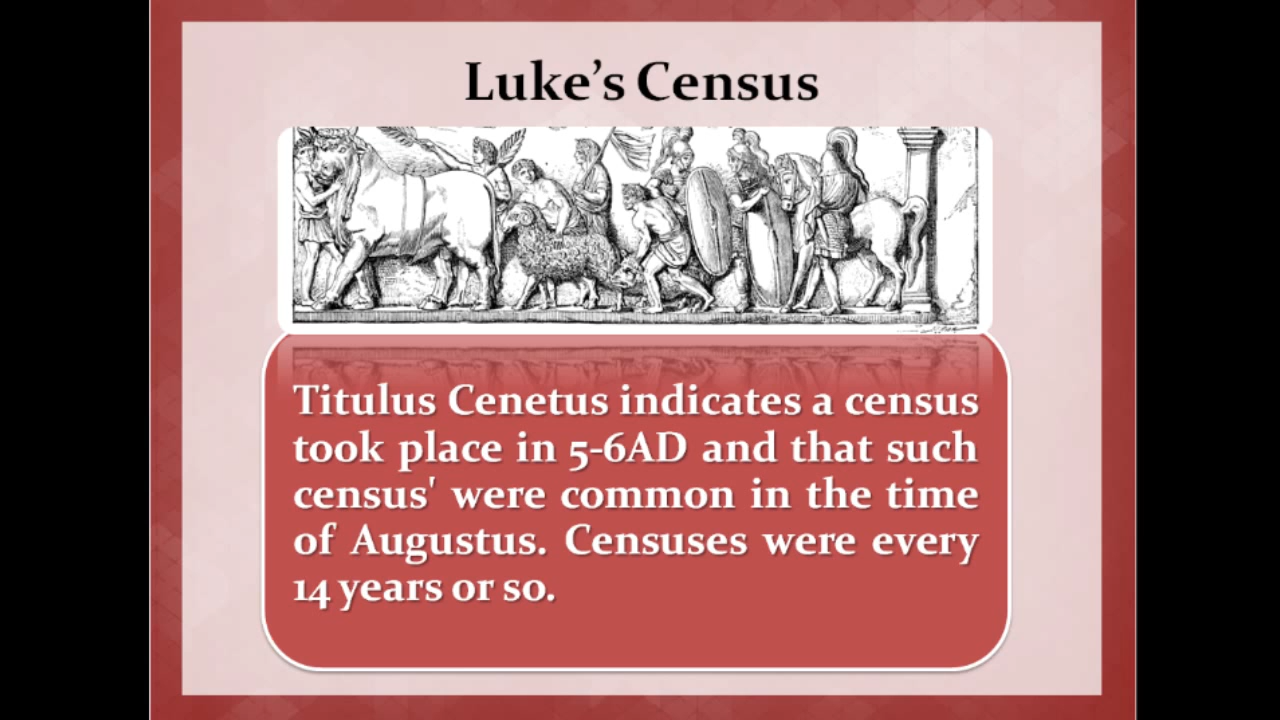 Luke’s Census
Titulus Cenetus indicates a census
took place in 5-6AD and that such
census' were common in the time
of Augustus. Censuses were every
14 years or so.